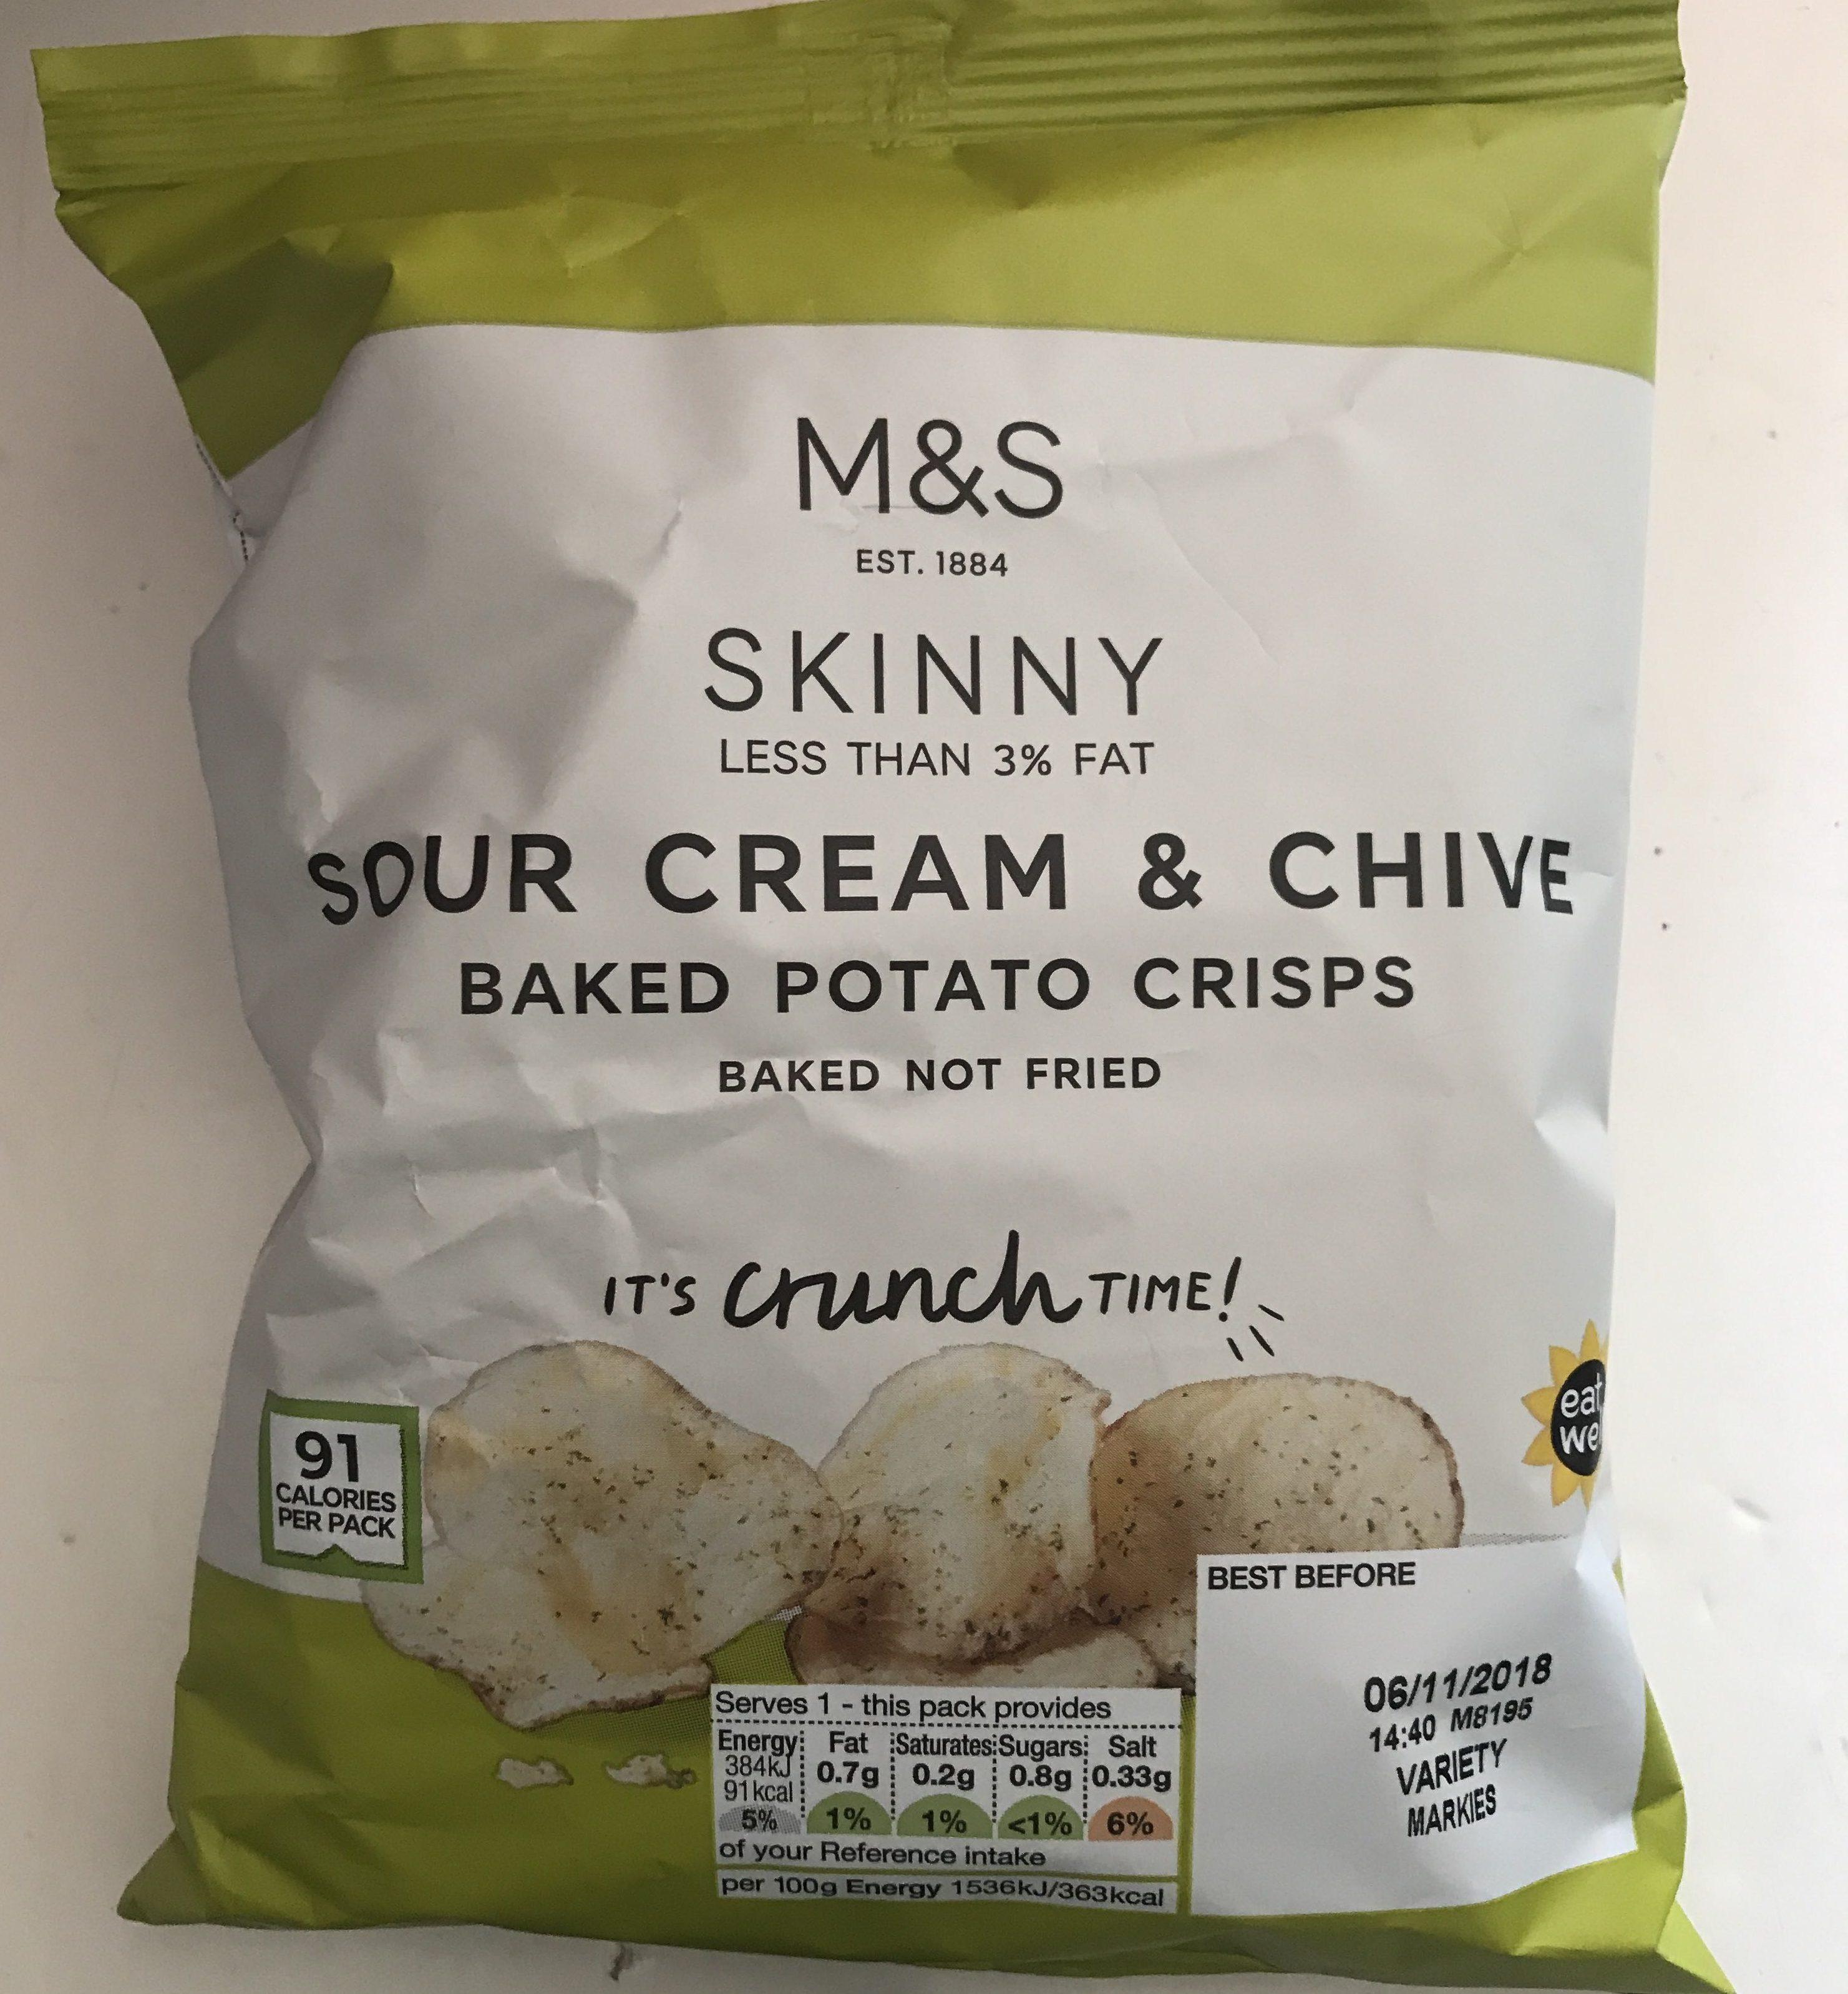 M&S
EST. 1884
SKINNY
LESS THAN 3% FAT
SOUR CREAM & CHIVE
BAKED POTATO CRISPS
BAKED NOT FRIED
IT'S crunch TIME!
91
CALORIES
PER PACK
eat
we
BEST BEFORE
06/11/2018
14:40 M8195
VARIETY
MARKIES
Serves 1 - this pack provides
Energy Fat Saturates Sugars Salt
384kJ 0.7g 0.2g 0.8g 0.33g
91kcal
5% 1% 1% <1% 6%
of your Reference intake
per 100g Energy 1536kJ/363kcal